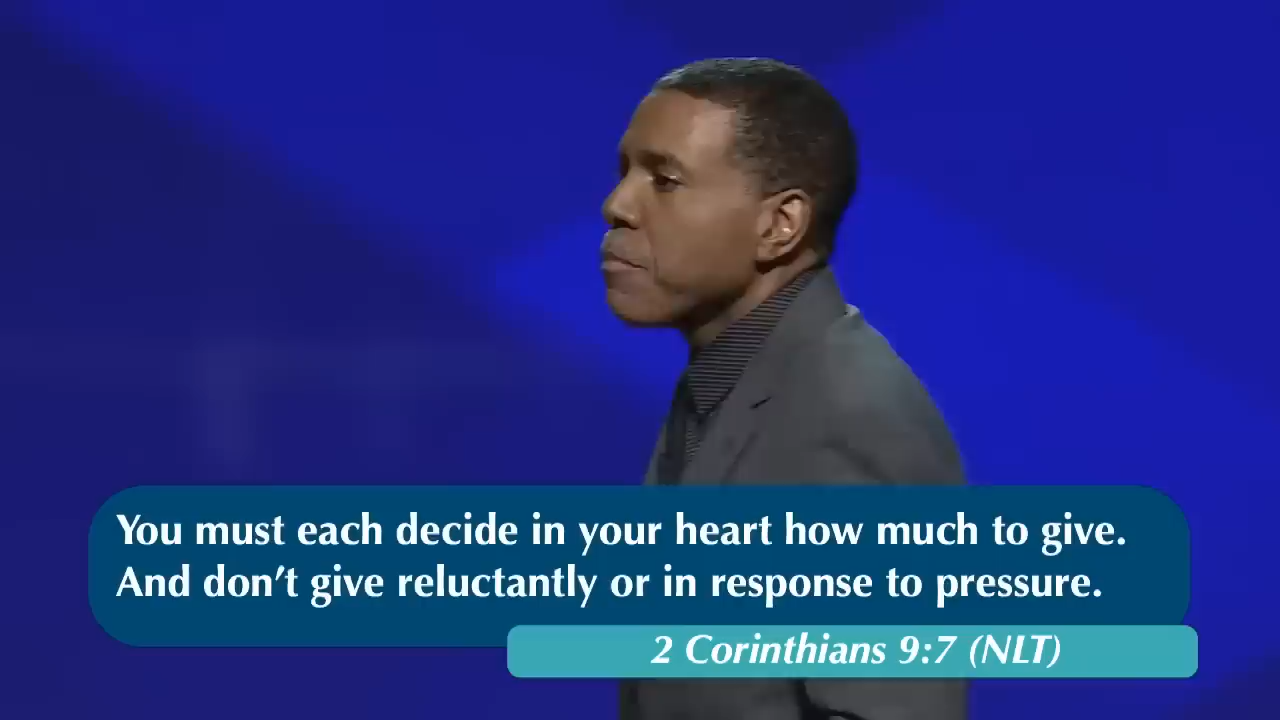 You must each decide in your heart how much to give.
And don't give reluctantly or in response to pressure.
2 Corinthians 9:7 (NLT)